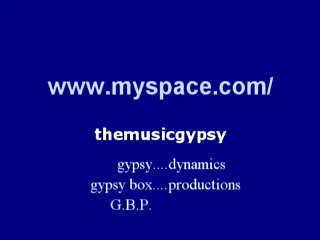 www.myspace.com/
themusicgypsy
gypsy....dynamics
gypsy box....productions
G.B.P.